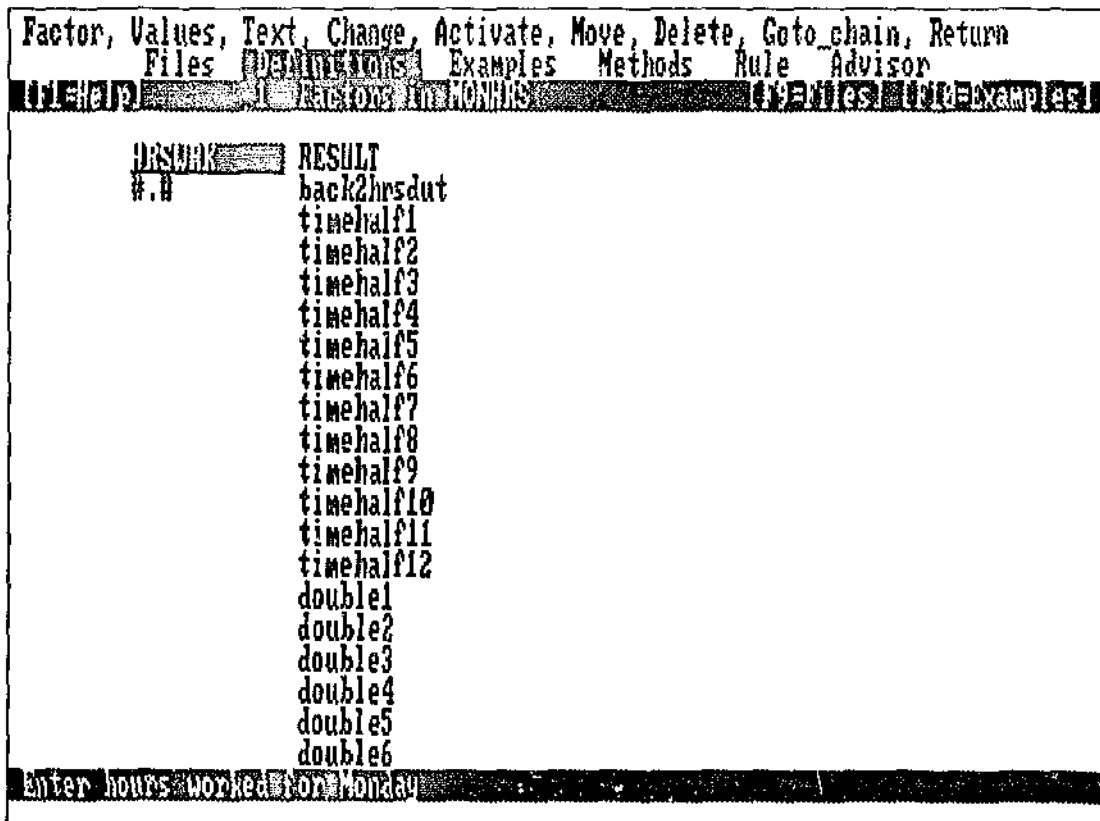 Factor, Values, Text, Change, Activate, Move, Delete, Goto_chain, Return
Files Definitions Examples Methods Rule Advisor
[F1=Help] 1 Factors in MONHRS [F9=Files] [F10=Examples]
HRSWRK RESULT
#.# back2hrsdut
timehalf1
timehalf2
timehalf3
timehalf4
timehalf5
timehalf6
timehalf7
timehalf8
timehalf9
timehalf10
timehalf11
timehalf12
double1
double2
double3
double4
double5
double6
Enter hours worked for Monday